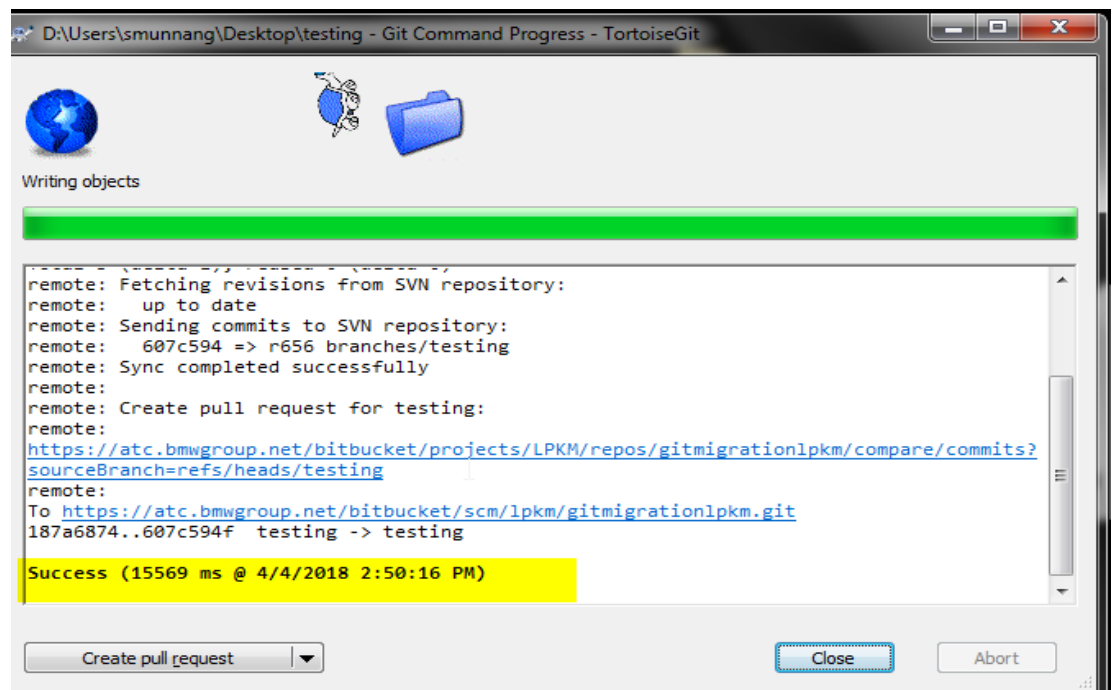 D:\Users\smunnang\Desktop\testing - Git Command Progress - TortoiseGit
Writing objects
remote: Fetching revisions from SVN repository:
remote:   up to date
remote: Sending commits to SVN repository:
remote:   607c594 => r656 branches/testing
remote: Sync completed successfully
remote:
remote: Create pull request for testing:
remote:
https://atc.bmwgroup.net/bitbucket/projects/LPKM/repos/gitmigrationlpkm/compare/commits?
sourceBranch=refs/heads/testing
remote:
To https://atc.bmwgroup.net/bitbucket/scm/lpkm/gitmigrationlpkm.git
187a6874..607c594f  testing -> testing
Success (15569 ms @ 4/4/2018 2:50:16 PM)
Create pull request
Close
Abort